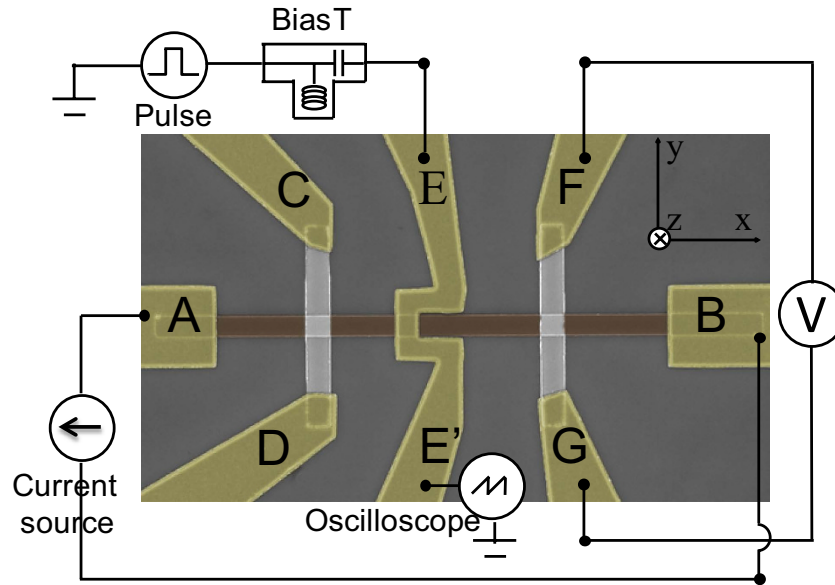 BiasT
Pulse
C
E
F
y
z
x
A
B
V
D
E'
G
Current
source
Oscilloscope